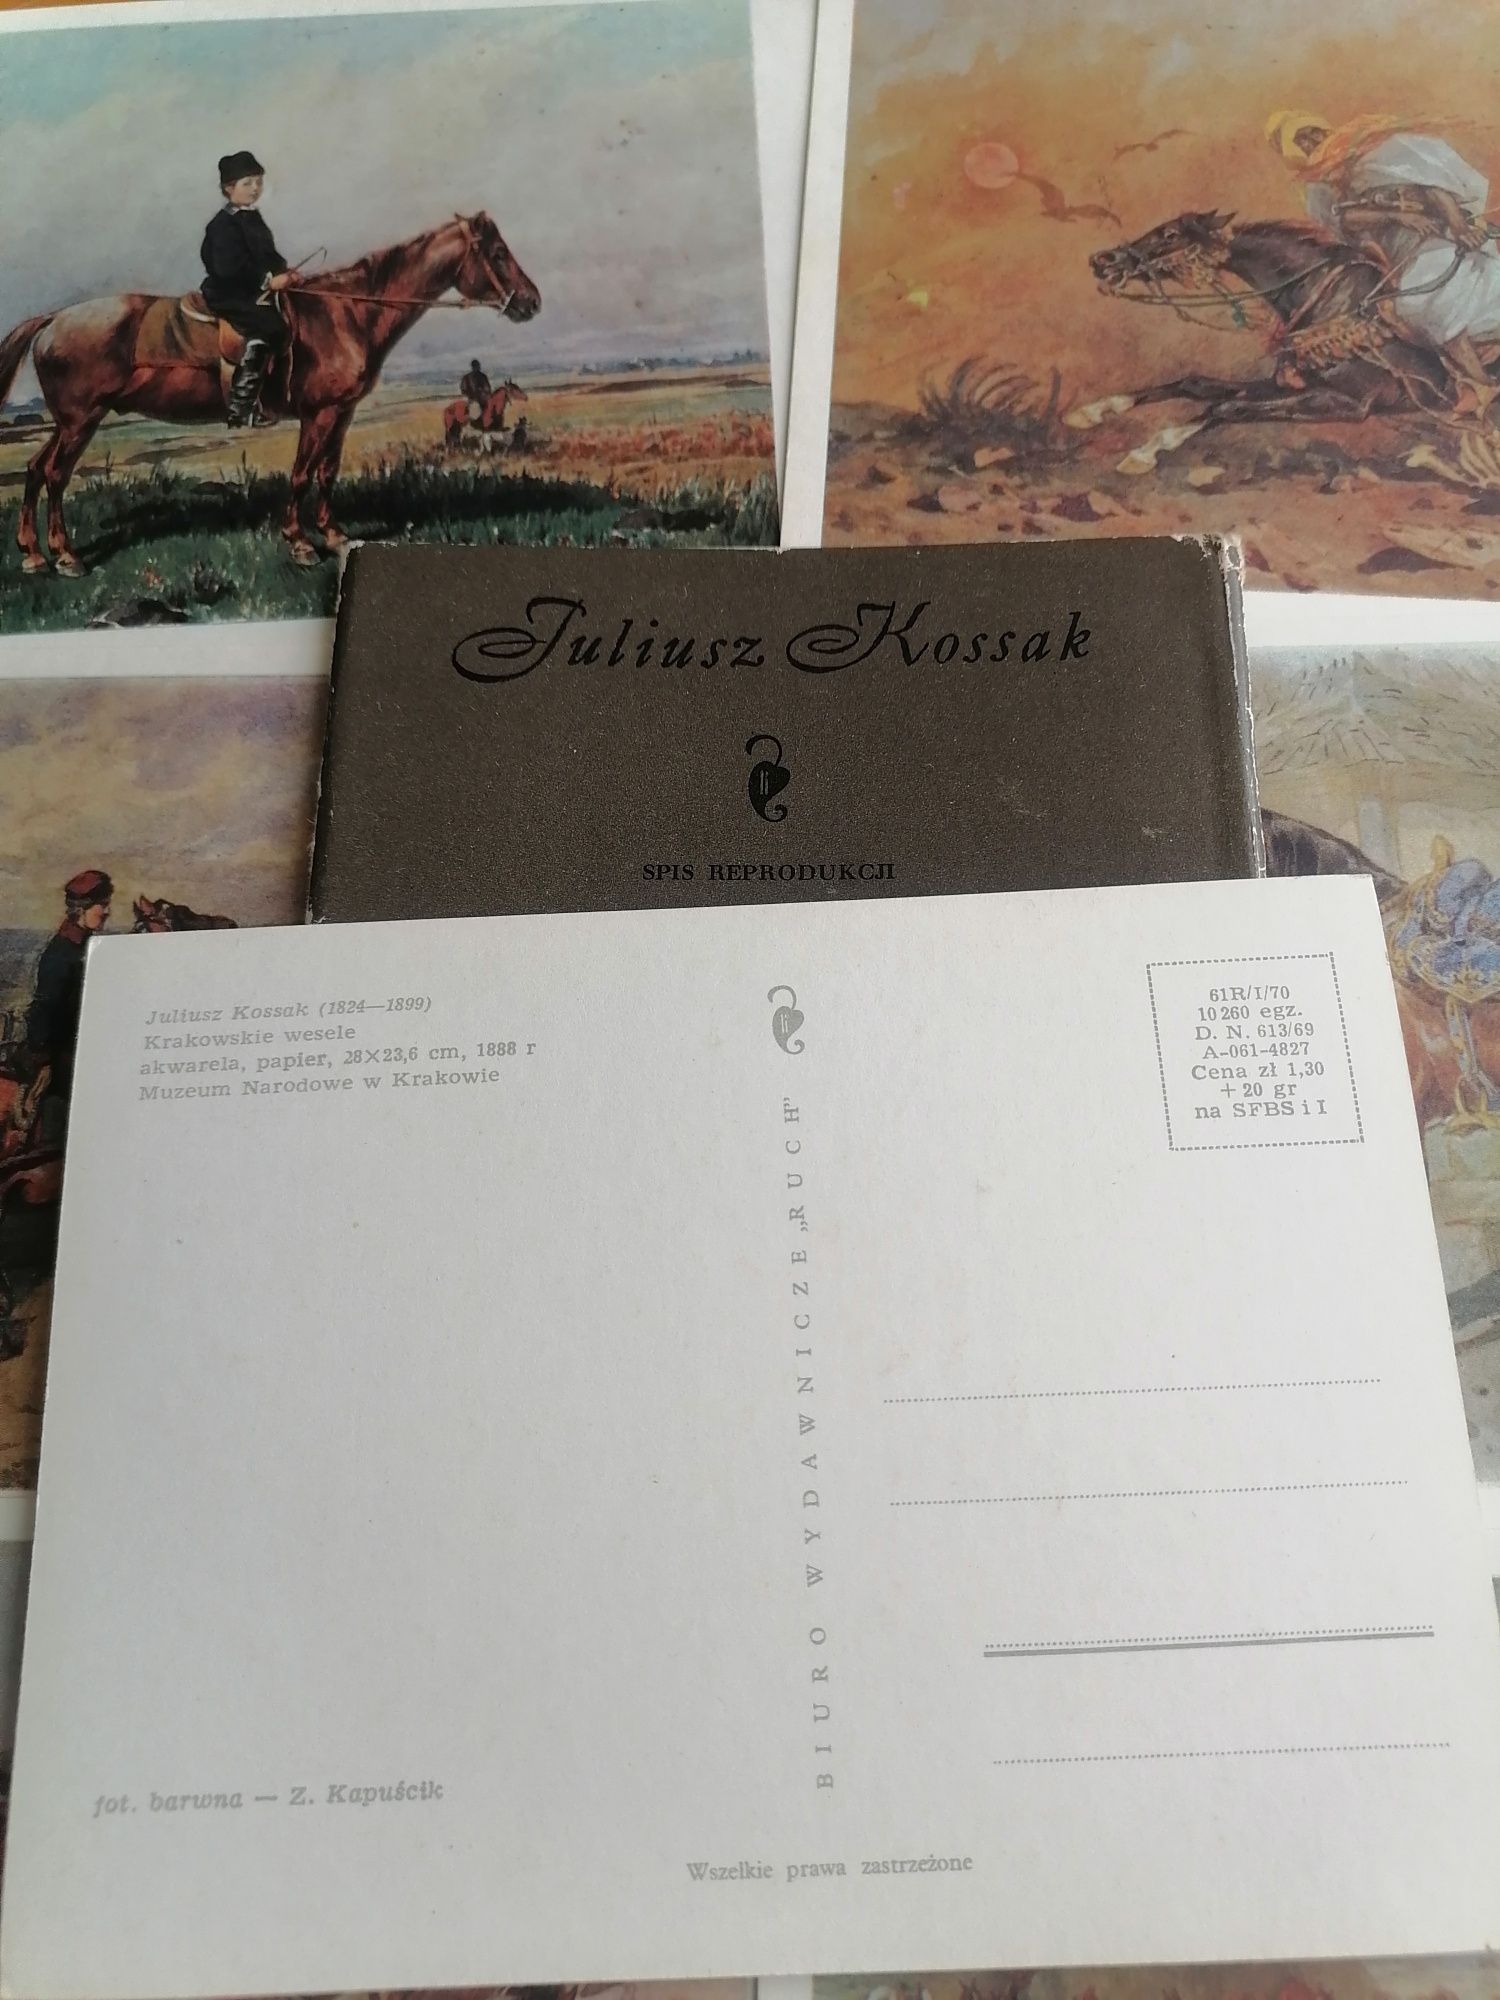 Juliusz Kossak
SPIS REPRODUKCJI
Juliusz Kossak (1824—1899)
Krakowskie wesele
akwarela, papier, 28×23,6 cm, 1888 r
Muzeum Narodowe w Krakowie
BIURO WYDAWNICZE „RUCH”
61R/I/70
10 260 egz.
D. N. 613/69
A-061-4827
Cena zł 1,30
+ 20 gr
na SFBS i I
fot. barwna — Z. Kapuścik
Wszelkie prawa zastrzeżone